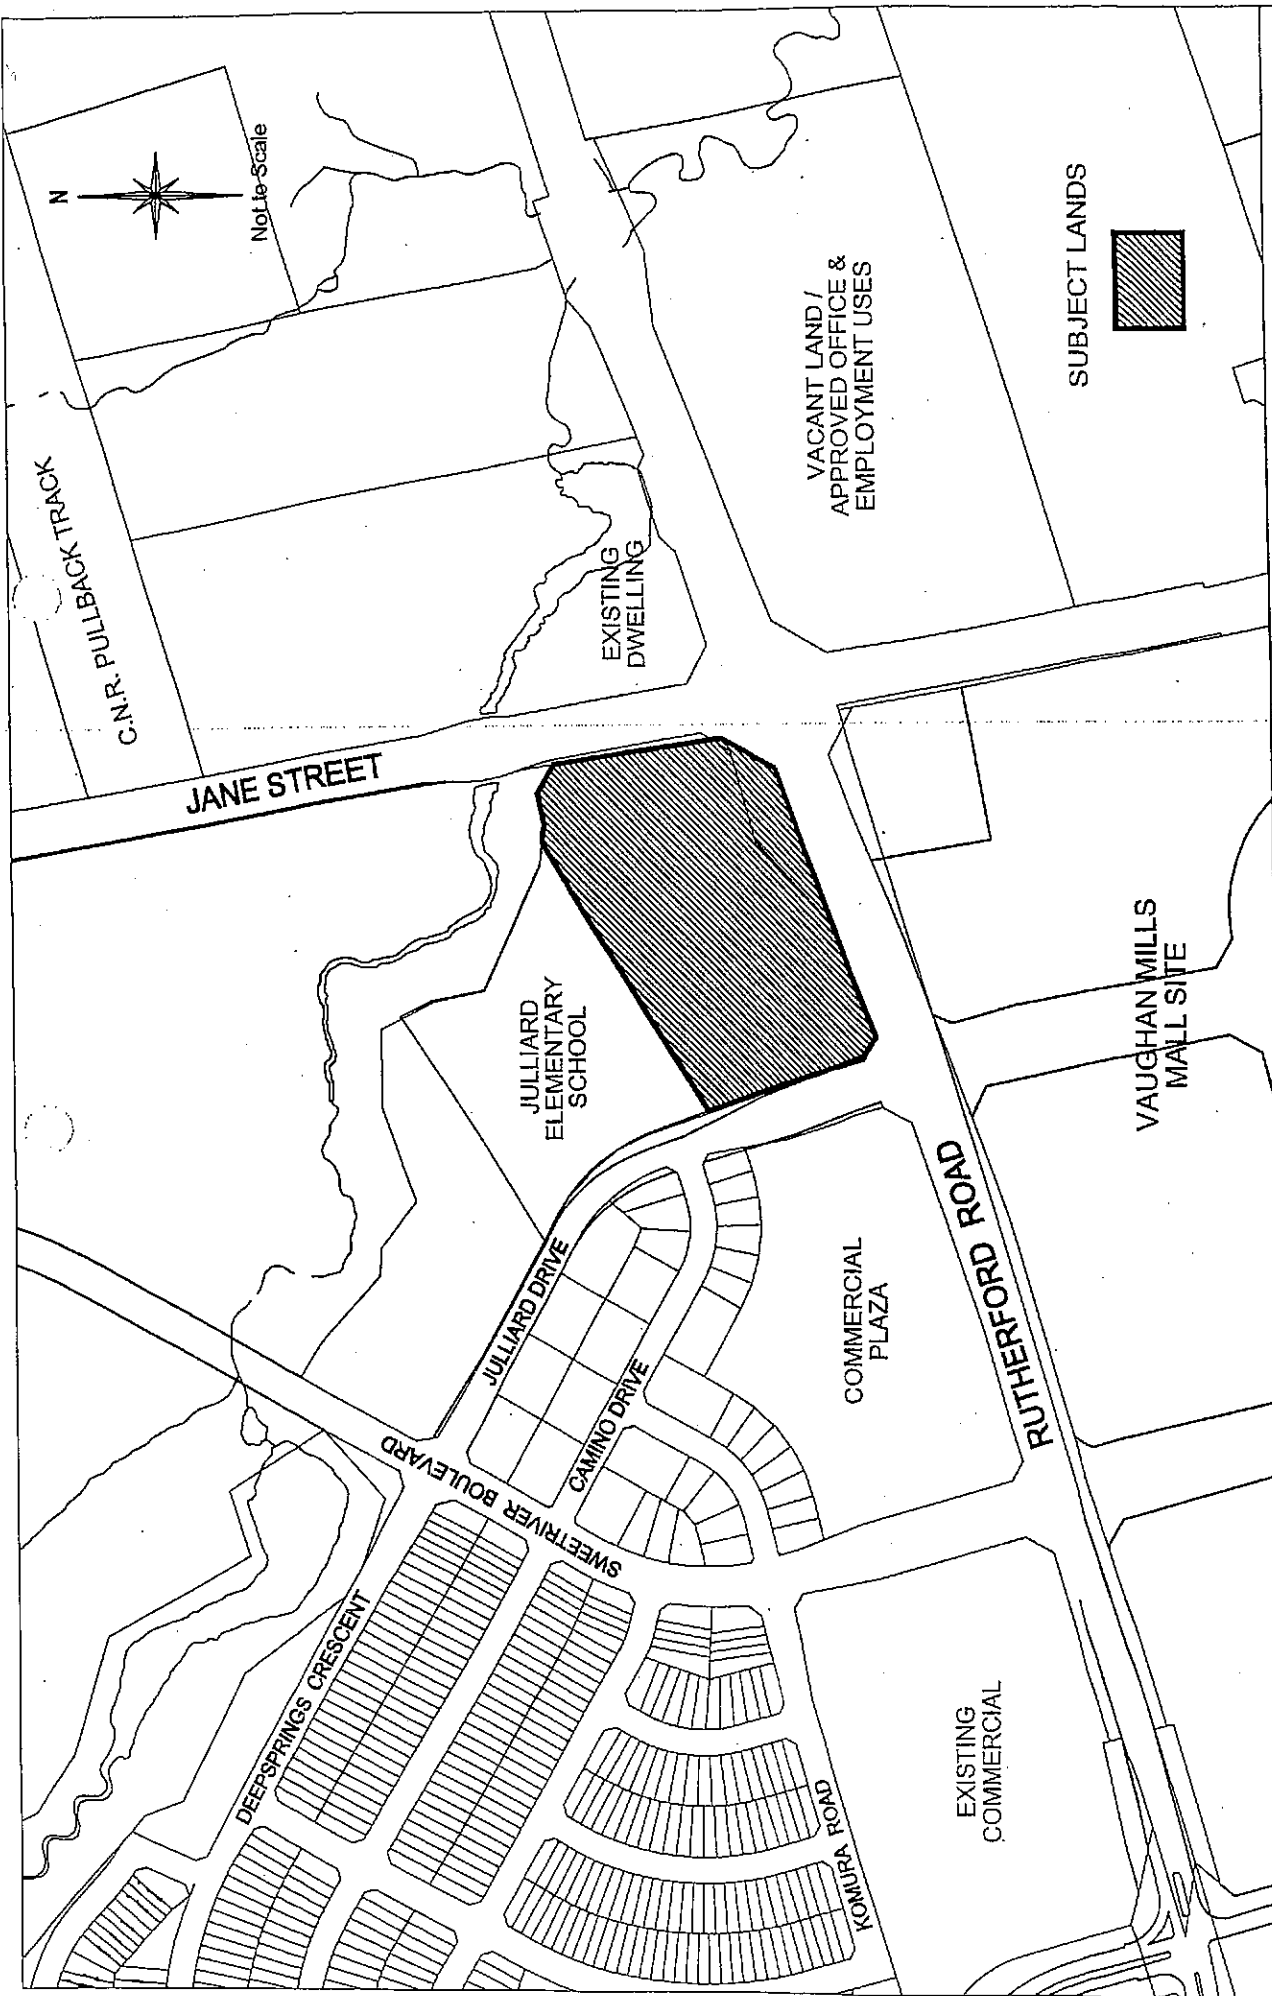 N
Not to Scale
C.N.R. PULLBACK TRACK
JANE STREET
EXISTING
DWELLING
VACANT LAND /
APPROVED OFFICE &
EMPLOYMENT USES
SUBJECT LANDS
JULLIARD
ELEMENTARY
SCHOOL
VAUGHAN MILLS
MALL SITE
JULLIARD DRIVE
CAMINO DRIVE
SWEETRIVER BOULEVARD
COMMERCIAL
PLAZA
RUTHERFORD ROAD
DEEPSPRINGS CRESCENT
KOMURA ROAD
EXISTING
COMMERCIAL